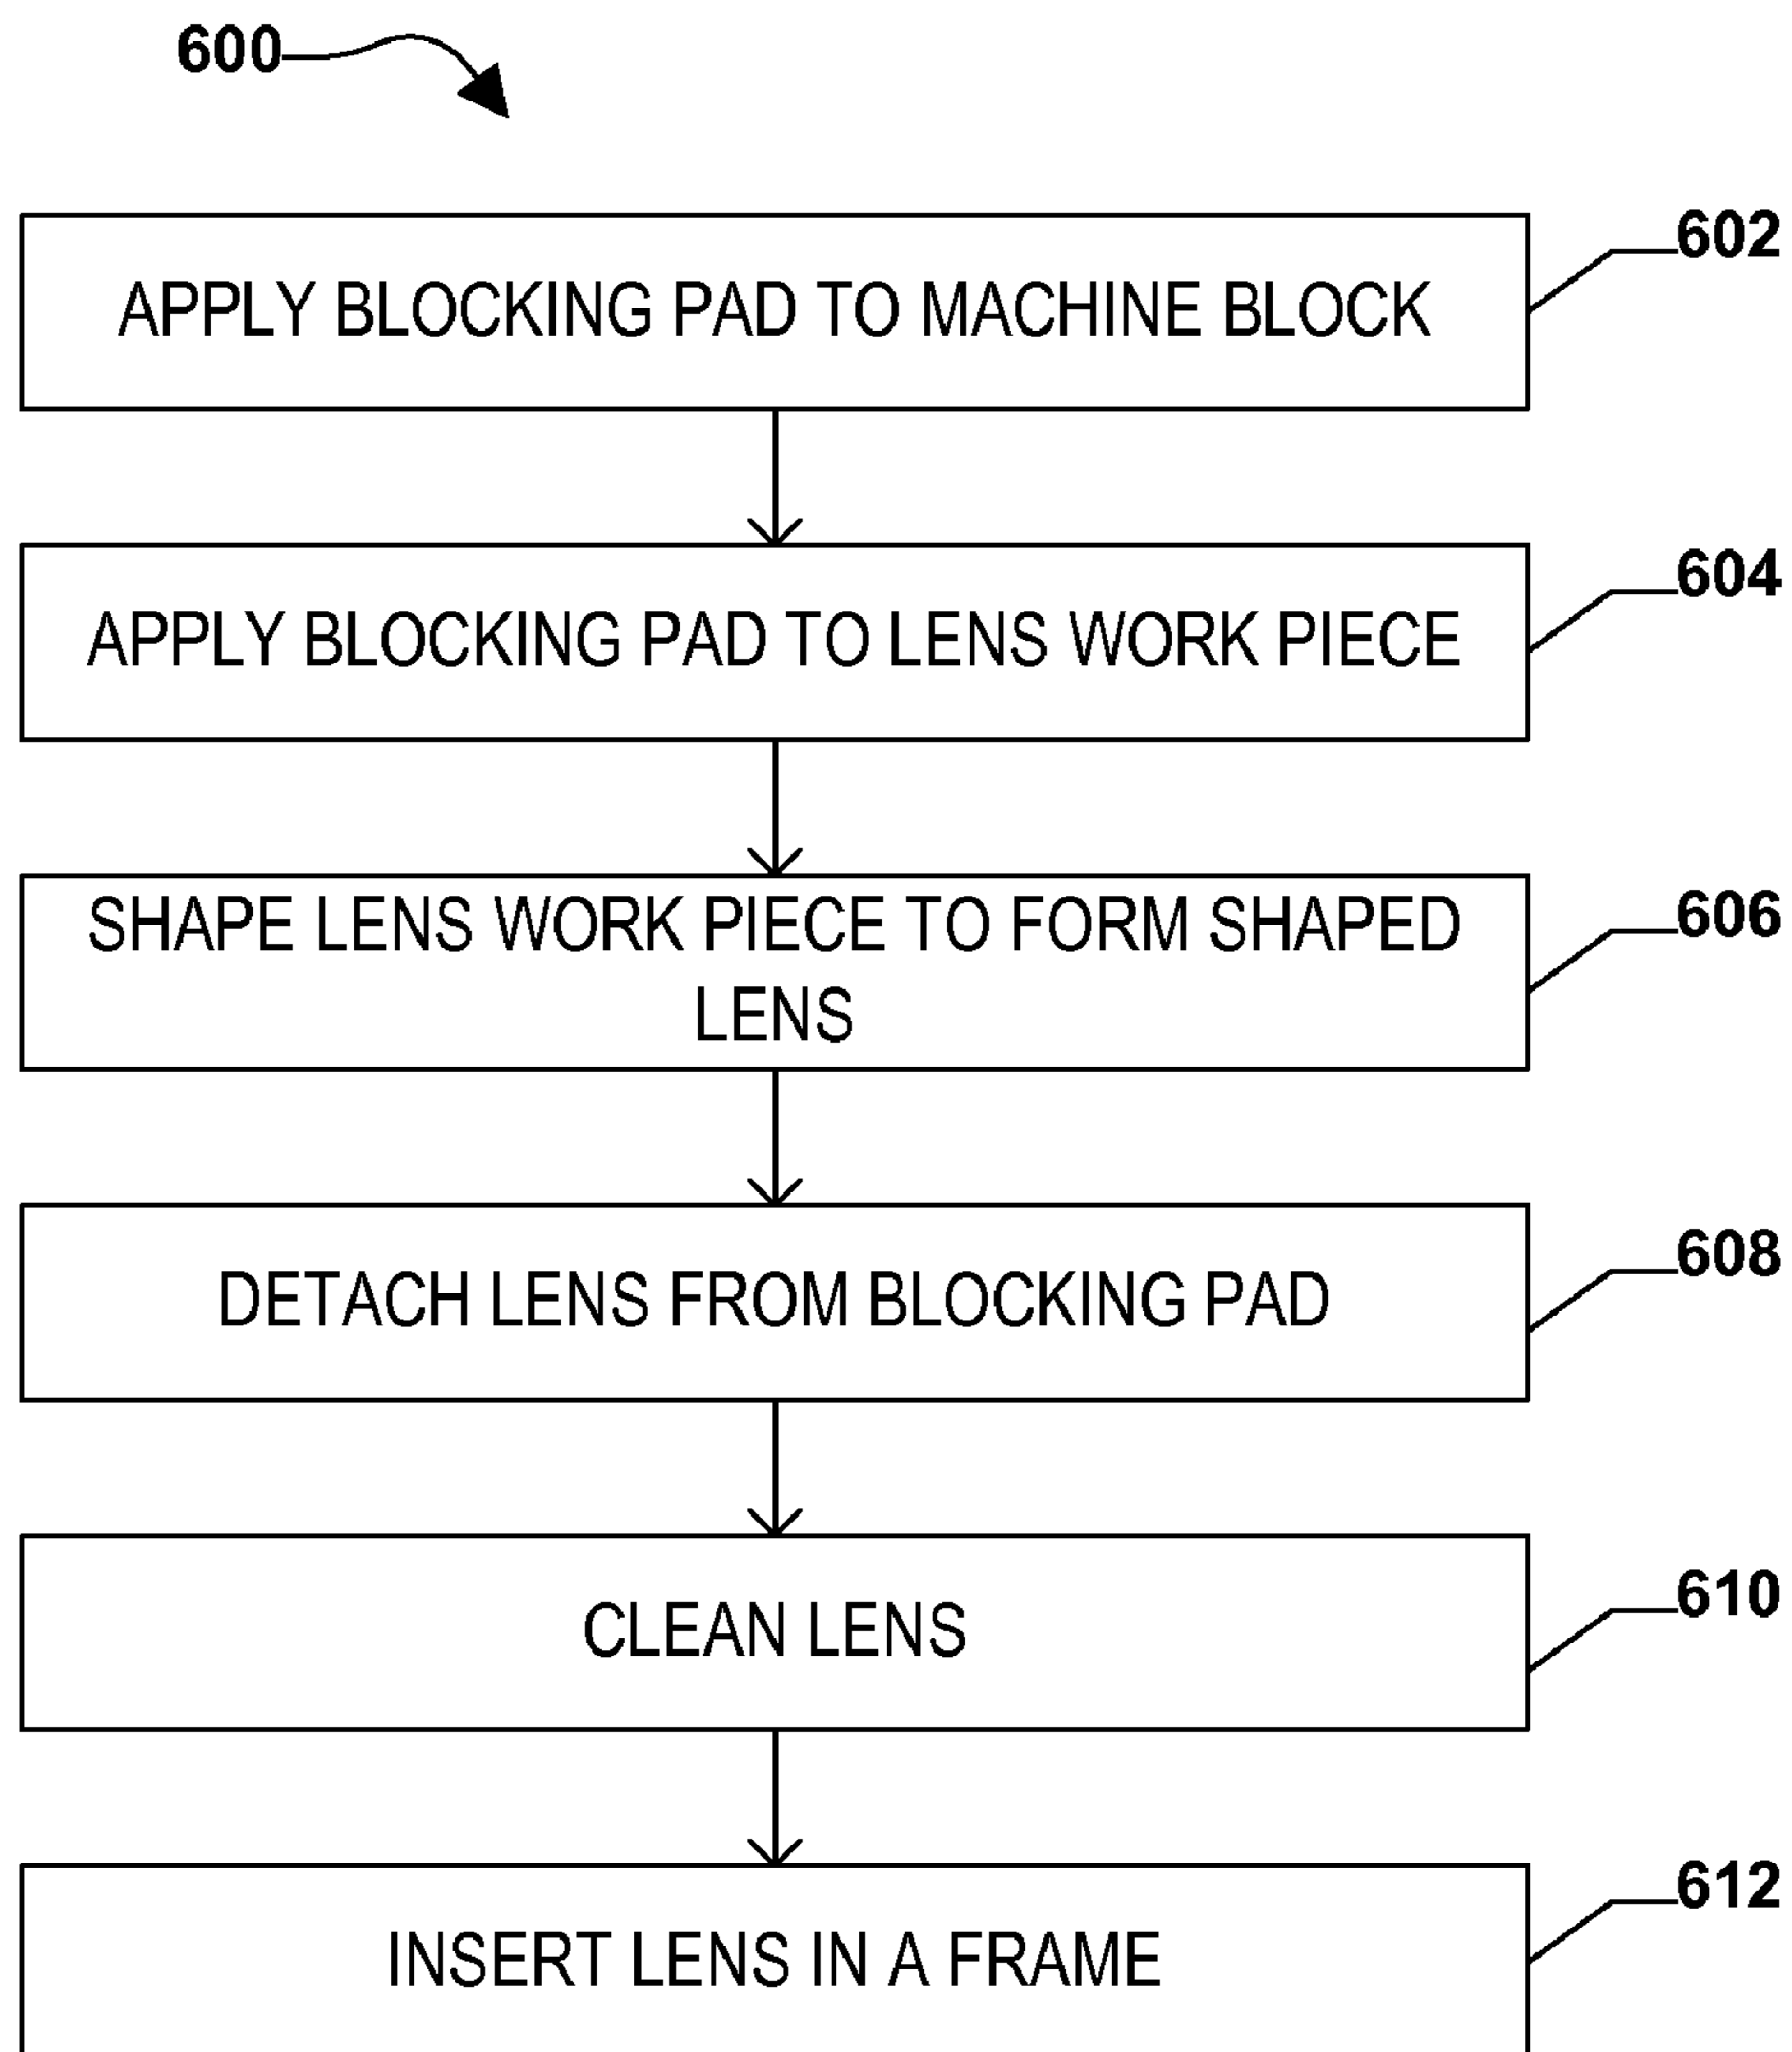 600
602
APPLY BLOCKING PAD TO MACHINE BLOCK
604
APPLY BLOCKING PAD TO LENS WORK PIECE
606
SHAPE LENS WORK PIECE TO FORM SHAPED
LENS
608
DETACH LENS FROM BLOCKING PAD
610
CLEAN LENS
612
INSERT LENS IN A FRAME